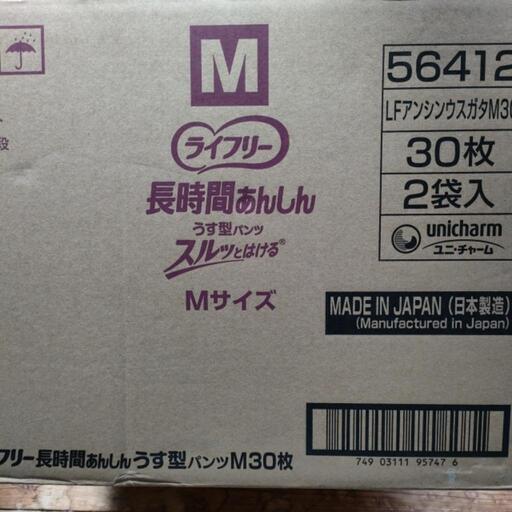 M
ライフリー
長時間あんしん
うす型パンツ
スルッとはける®
Mサイズ
段
56412
LFアンシンウスガタM30
30枚
2袋入
unicharm
ユニ・チャーム
MADE IN JAPAN (日本製造)
(Manufactured in Japan)
フリー長時間あんしんうす型パンツM30枚
749 03111 95747 6